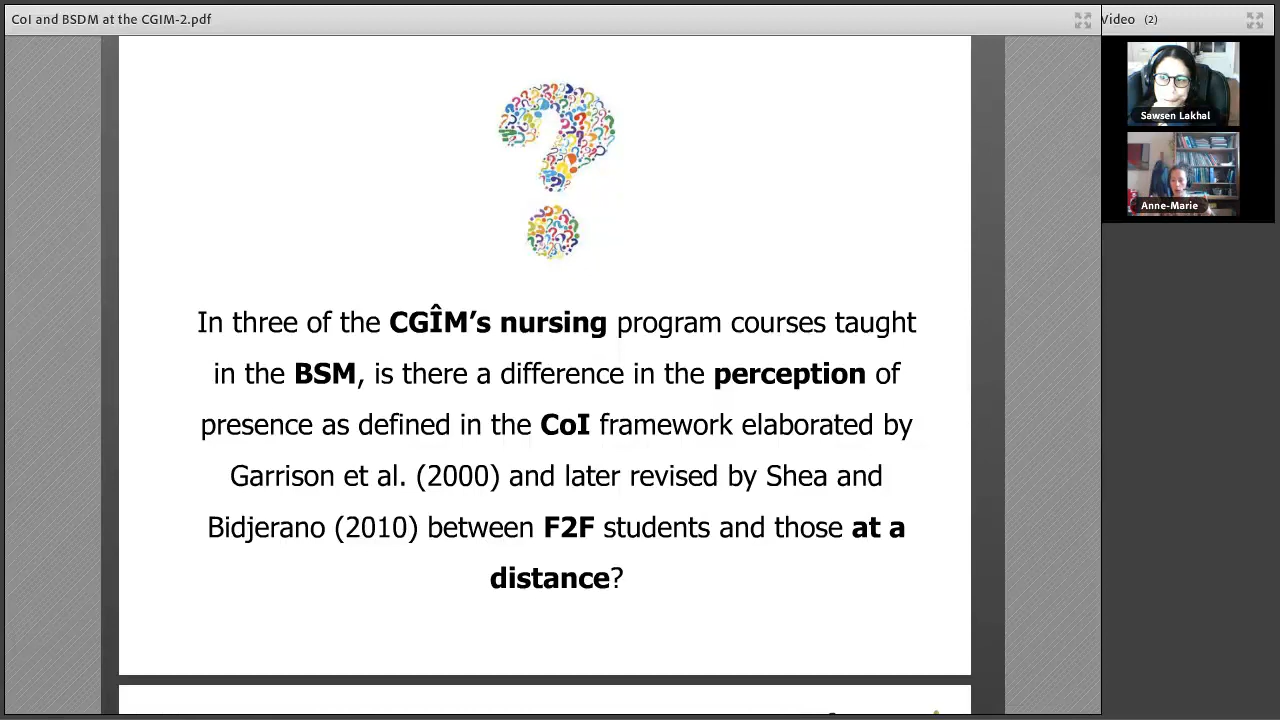 CoI and BSDM at the CGIM-2.pdf
Video (2)
Sawsen Lakhal
Anne-Marie
In three of the CGÎM’s nursing program courses taught
in the BSM, is there a difference in the perception of
presence as defined in the CoI framework elaborated by
Garrison et al. (2000) and later revised by Shea and
Bidjerano (2010) between F2F students and those at a
distance?